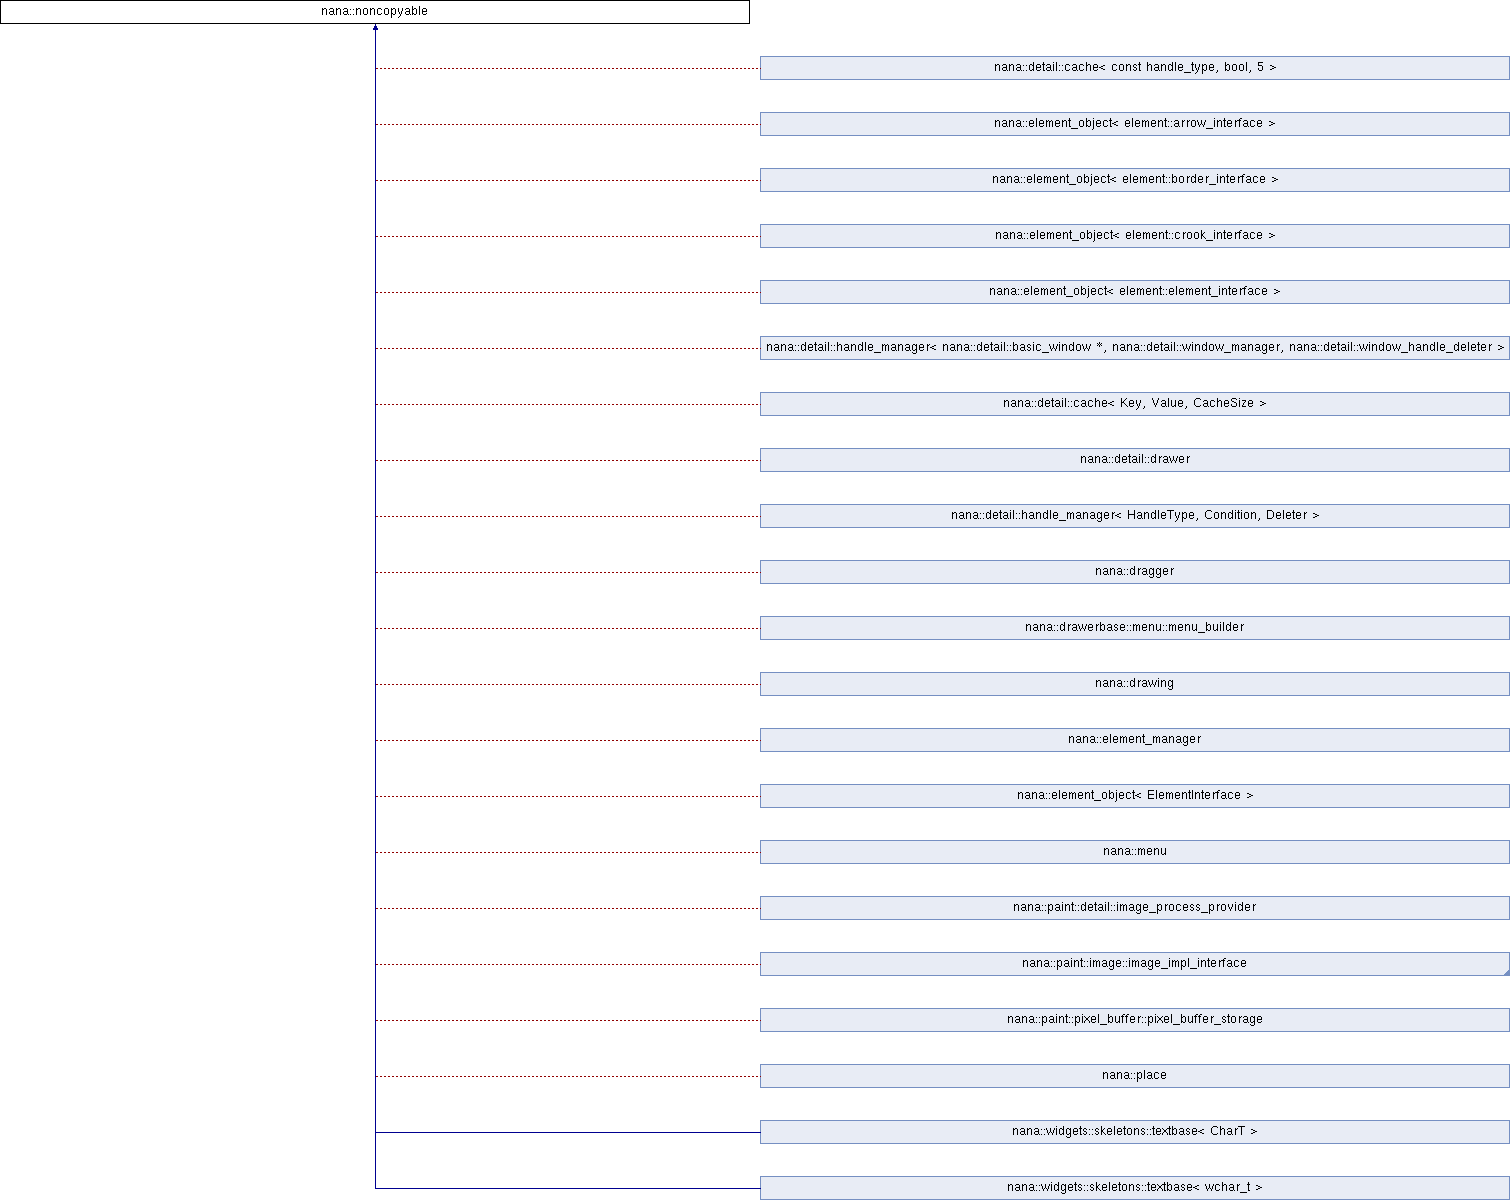 nana::noncopyable
nana::detail::cache< const handle_type, bool, 5 >
nana::element_object< element::arrow_interface >
nana::element_object< element::border_interface >
nana::element_object< element::crook_interface >
nana::element_object< element::element_interface >
nana::detail::handle_manager< nana::detail::basic_window *, nana::detail::window_manager, nana::detail::window_handle_deleter >
nana::detail::cache< Key, Value, CacheSize >
nana::detail::drawer
nana::detail::handle_manager< HandleType, Condition, Deleter >
nana::dragger
nana::drawerbase::menu::menu_builder
nana::drawing
nana::element_manager
nana::element_object< ElementInterface >
nana::menu
nana::paint::detail::image_process_provider
nana::paint::image::image_impl_interface
nana::paint::pixel_buffer::pixel_buffer_storage
nana::place
nana::widgets::skeletons::textbase< CharT >
nana::widgets::skeletons::textbase< wchar_t >